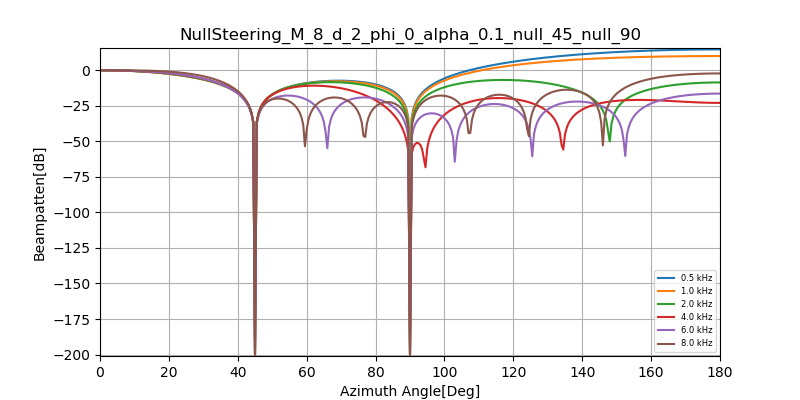 NullSteering_M_8_d_2_phi_0_alpha_0.1_null_45_null_90
Beampatten[dB]
0
−25
−50
−75
−100
−125
−150
−175
−200
0 20 40 60 80 100 120 140 160 180
Azimuth Angle[Deg]
0.5 kHz
1.0 kHz
2.0 kHz
4.0 kHz
6.0 kHz
8.0 kHz